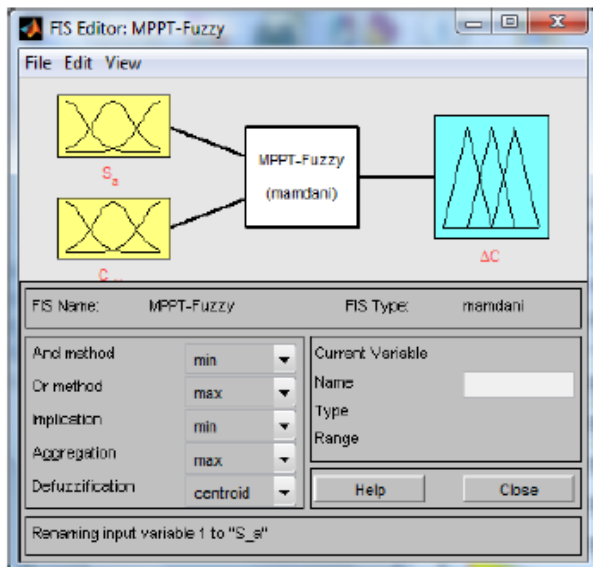 FIS Editor: MPPT-Fuzzy
File Edit View
S_a
MPPT-Fuzzy
(mamdani)
ΔC
FIS Name: MPPT-Fuzzy FIS Type: mamdani
And method min
Or method max
Implication min
Aggregation max
Defuzzification centroid
Current Variable
Name
Type
Range
Help Close
Renaming input variable 1 to "S_a"